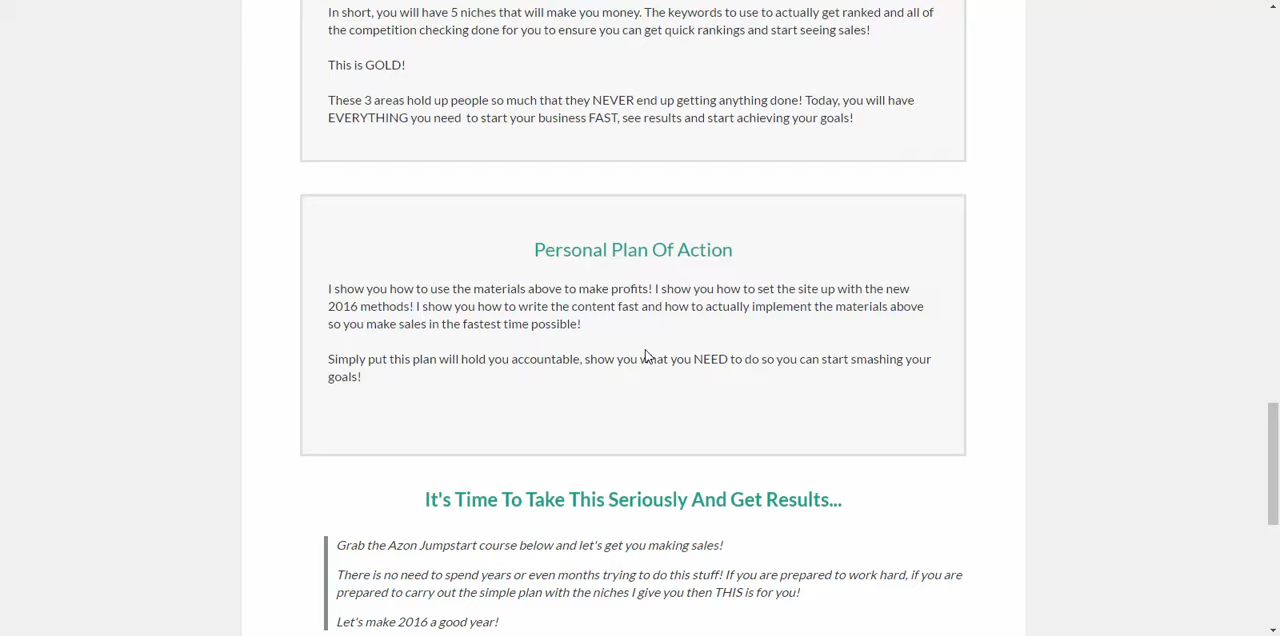 In short, you will have 5 niches that will make you money. The keywords to use to actually get ranked and all of
the competition checking done for you to ensure you can get quick rankings and start seeing sales!
This is GOLD!
These 3 areas hold up people so much that they NEVER end up getting anything done! Today, you will have
EVERYTHING you need to start your business FAST, see results and start achieving your goals!
Personal Plan Of Action
I show you how to use the materials above to make profits! I show you how to set the site up with the new
2016 methods! I show you how to write the content fast and how to actually implement the materials above
so you make sales in the fastest time possible!
Simply put this plan will hold you accountable, show you what you NEED to do so you can start smashing your
goals!
It's Time To Take This Seriously And Get Results...
Grab the Azon Jumpstart course below and let's get you making sales!
There is no need to spend years or even months trying to do this stuff! If you are prepared to work hard, if you are
prepared to carry out the simple plan with the niches I give you then THIS is for you!
Let's make 2016 a good year!